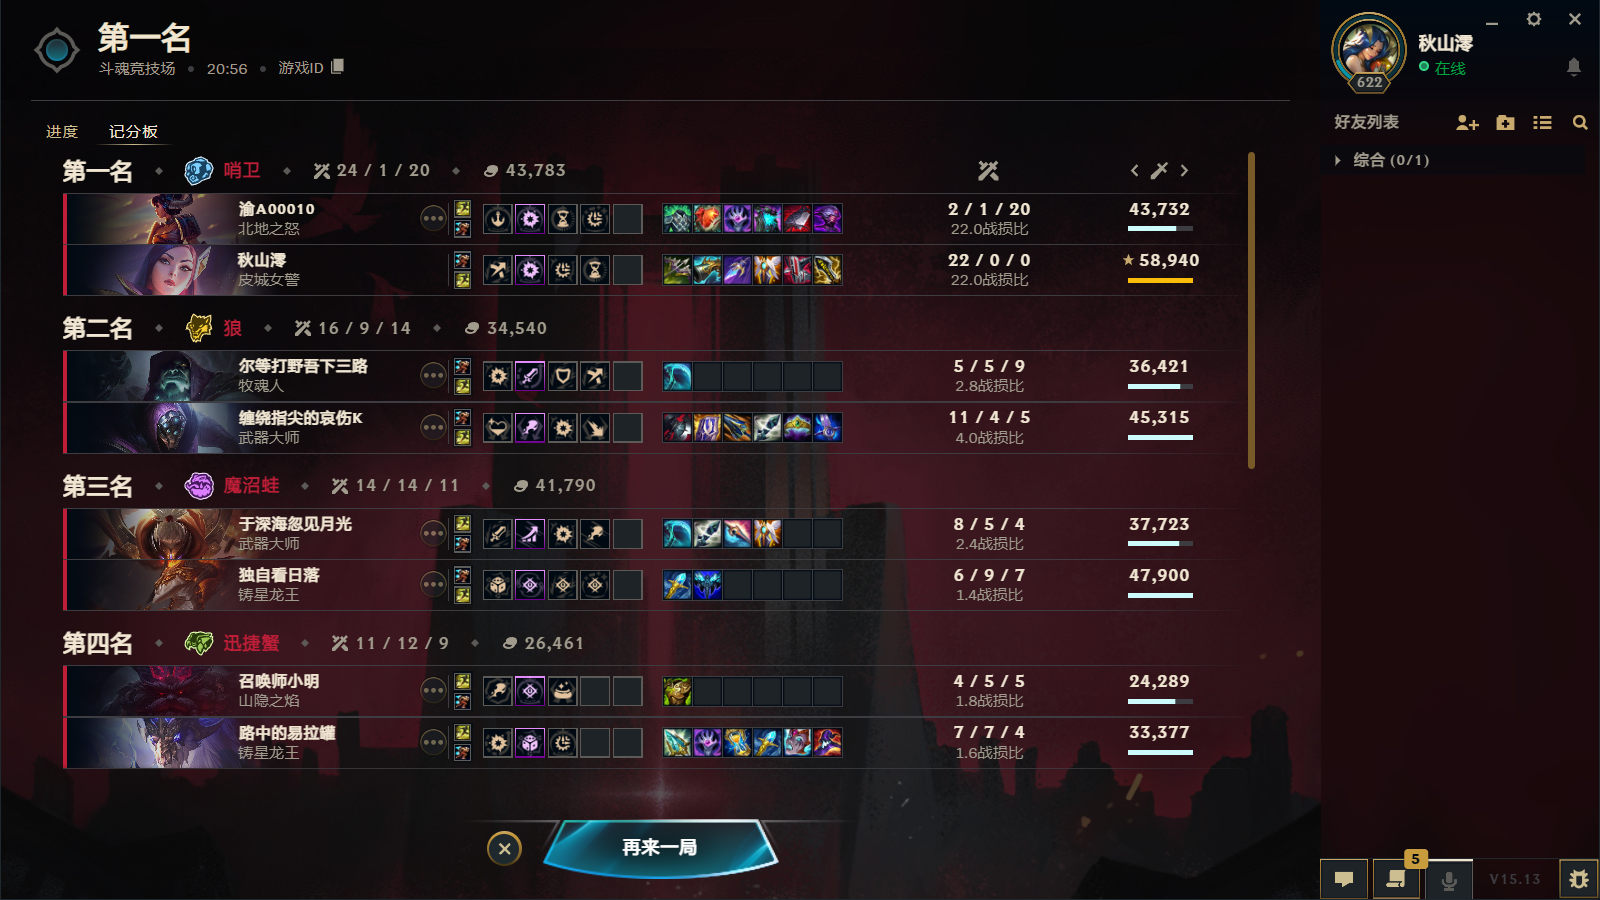 第一名
斗魂竞技场 • 20:56 • 游戏ID
进度 记分板
第一名 哨卫 24 / 1 / 20 43,783
渝A00010 2 / 1 / 20 43,732
北地之怒 22.0战损比
秋山澪 22 / 0 / 0 58,940
皮城女警 22.0战损比
第二名 狼 16 / 9 / 14 34,540
尔等打野吾下三路 5 / 5 / 9 36,421
牧魂人 2.8战损比
缠绕指尖的哀伤K 11 / 4 / 5 45,315
武器大师 4.0战损比
第三名 魔沼蛙 14 / 14 / 11 41,790
于深海忽见月光 8 / 5 / 4 37,723
武器大师 2.4战损比
独自看日落 6 / 9 / 7 47,900
铸星龙王 1.4战损比
第四名 迅捷蟹 11 / 12 / 9 26,461
召唤师小明 4 / 5 / 5 24,289
山隐之焰 1.8战损比
路中的易拉罐 7 / 7 / 4 33,377
铸星龙王 1.6战损比
再来一局
秋山澪
在线
622
好友列表
综合 (0/1)
5
V15.13